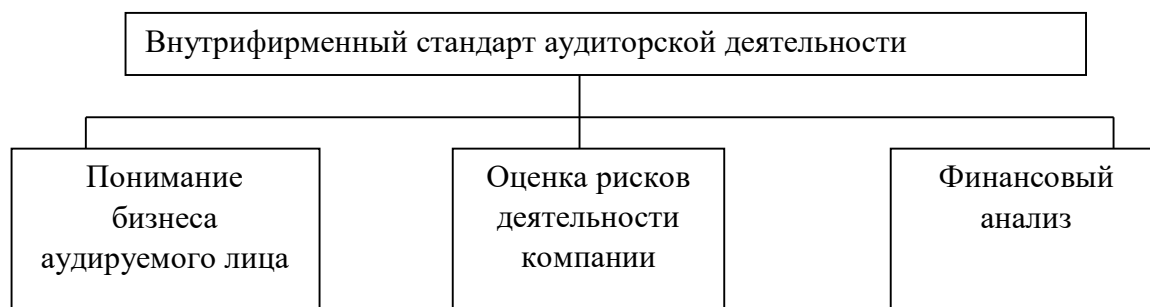 Внутрифирменный стандарт аудиторской деятельности
Понимание
бизнеса
аудируемого лица
Оценка рисков
деятельности
компании
Финансовый
анализ